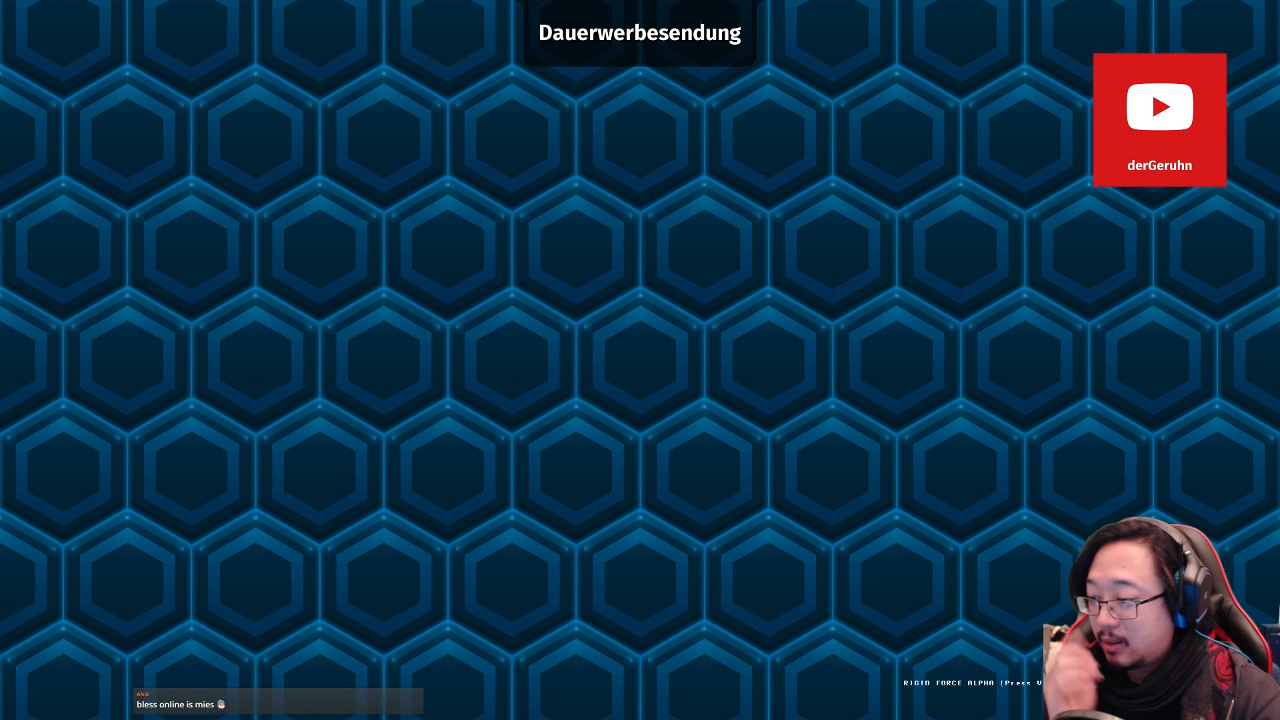 Dauerwerbesendung
derGeruhn
RIGID FORCE ALPHA (Press V
bless online is mies